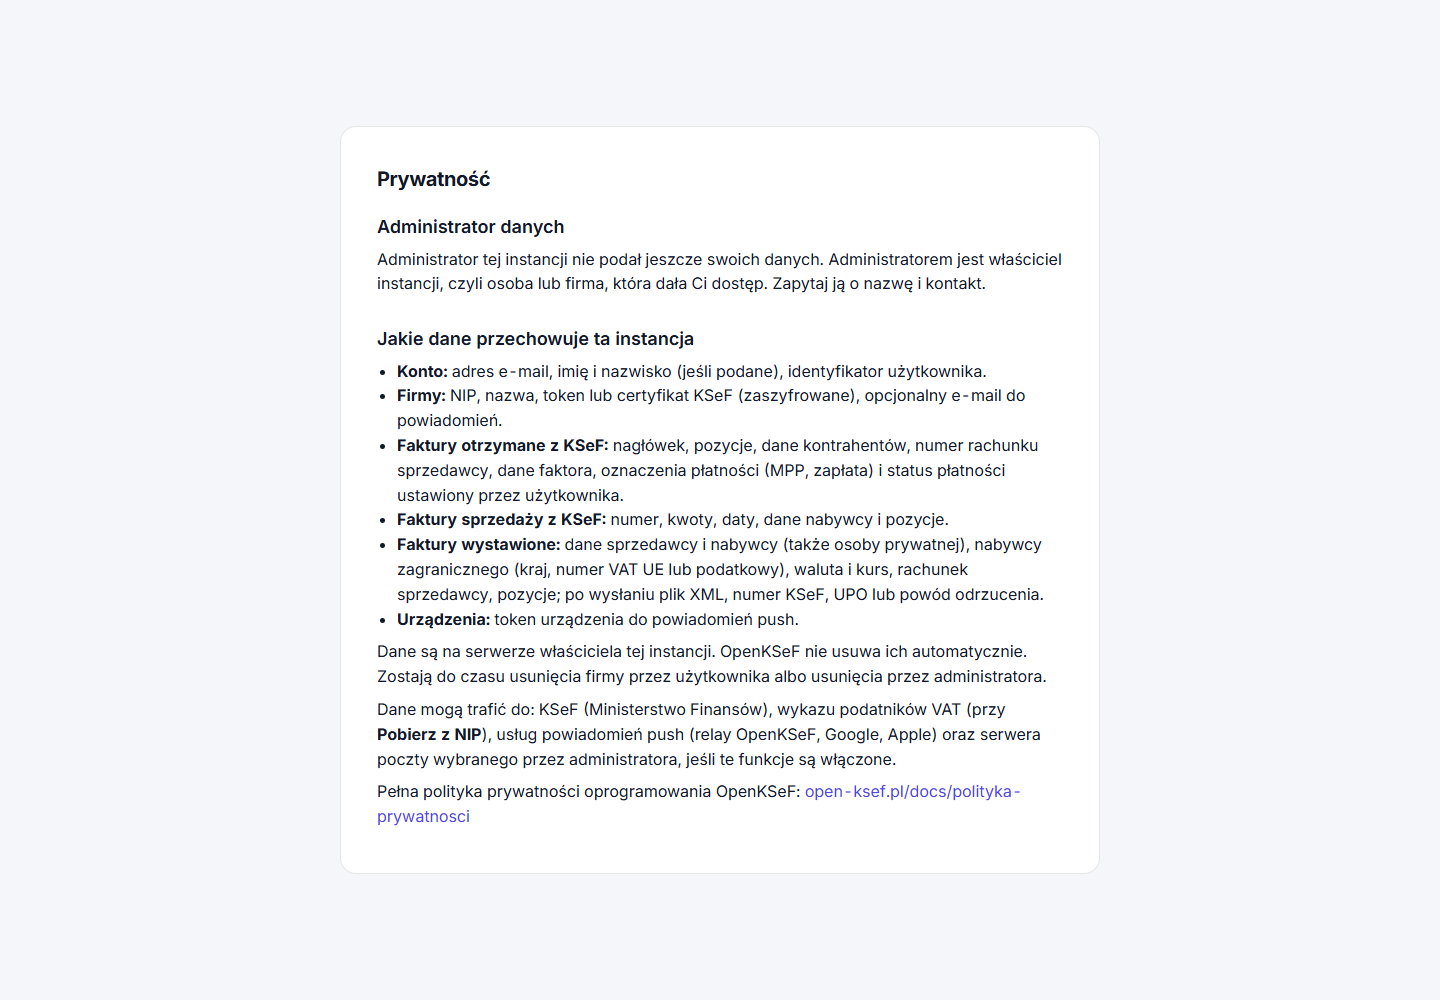 Prywatność
Administrator danych
Administrator tej instancji nie podał jeszcze swoich danych. Administratorem jest właściciel
instancji, czyli osoba lub firma, która dała Ci dostęp. Zapytaj ją o nazwę i kontakt.
Jakie dane przechowuje ta instancja
• Konto: adres e-mail, imię i nazwisko (jeśli podane), identyfikator użytkownika.
• Firmy: NIP, nazwa, token lub certyfikat KSeF (zaszyfrowane), opcjonalny e-mail do
powiadomień.
• Faktury otrzymane z KSeF: nagłówek, pozycje, dane kontrahentów, numer rachunku
sprzedawcy, dane faktora, oznaczenia płatności (MPP, zapłata) i status płatności
ustawiony przez użytkownika.
• Faktury sprzedaży z KSeF: numer, kwoty, daty, dane nabywcy i pozycje.
• Faktury wystawione: dane sprzedawcy i nabywcy (także osoby prywatnej), nabywcy
zagranicznego (kraj, numer VAT UE lub podatkowy), waluta i kurs, rachunek
sprzedawcy, pozycje; po wysłaniu plik XML, numer KSeF, UPO lub powód odrzucenia.
• Urządzenia: token urządzenia do powiadomień push.
Dane są na serwerze właściciela tej instancji. OpenKSeF nie usuwa ich automatycznie.
Zostają do czasu usunięcia firmy przez użytkownika albo usunięcia przez administratora.
Dane mogą trafić do: KSeF (Ministerstwo Finansów), wykazu podatników VAT (przy
Pobierz z NIP), usług powiadomień push (relay OpenKSeF, Google, Apple) oraz serwera
poczty wybranego przez administratora, jeśli te funkcje są włączone.
Pełna polityka prywatności oprogramowania OpenKSeF: open-ksef.pl/docs/polityka-
prywatnosci